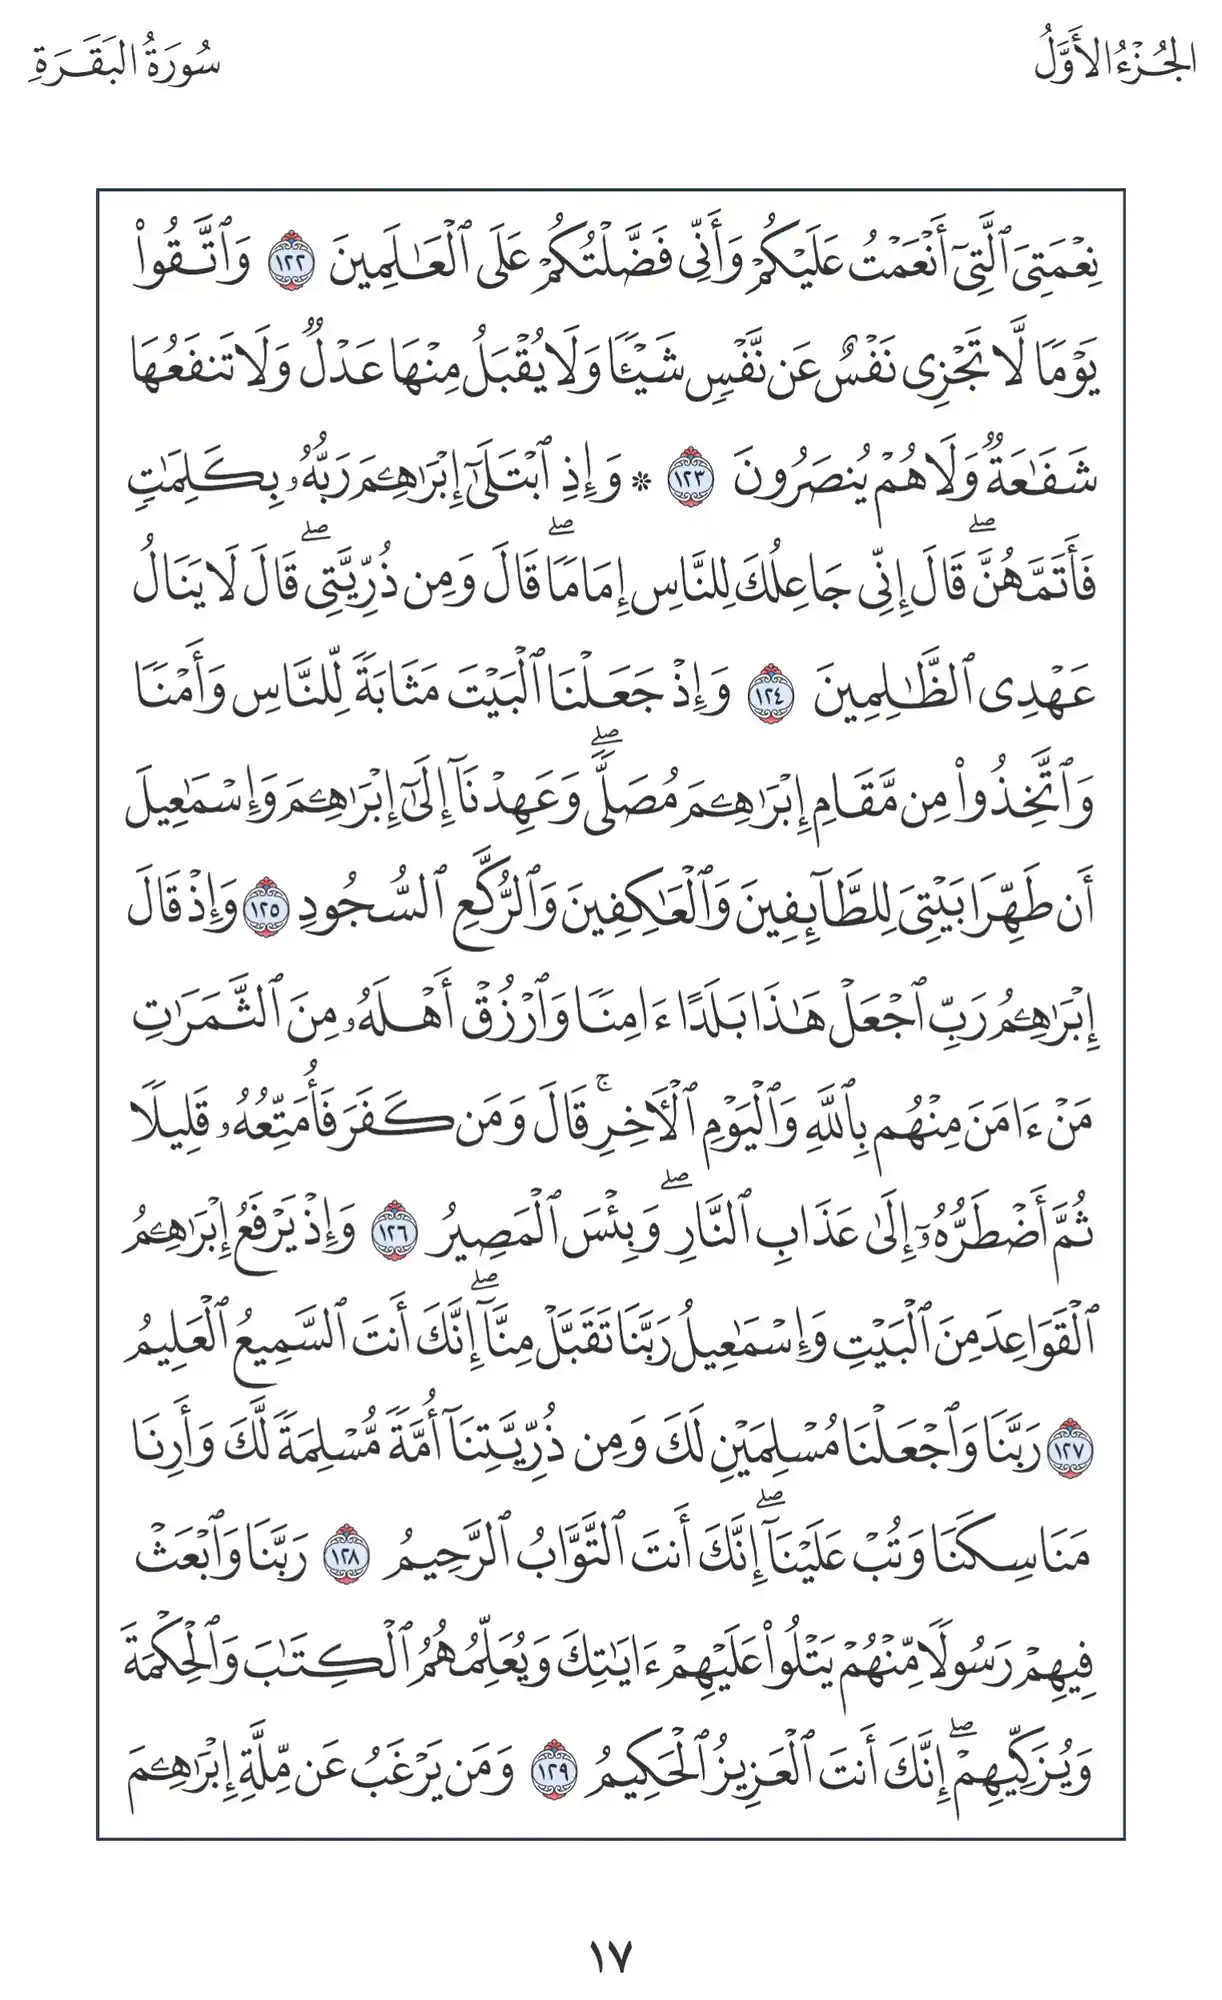 الجُزْءُ الأَوَّلُ
سُورَةُ البَقَرَةِ
نِعْمَتِيَ ٱلَّتِىٓ أَنْعَمْتُ عَلَيْكُمْ وَأَنِّى فَضَّلْتُكُمْ عَلَى ٱلْعَـٰلَمِينَ ١٢٢ وَٱتَّقُوا۟
يَوْمًا لَّا تَجْزِى نَفْسٌ عَن نَّفْسٍ شَيْـًٔا وَلَا يُقْبَلُ مِنْهَا عَدْلٌ وَلَا تَنفَعُهَا
شَفَـٰعَةٌ وَلَا هُمْ يُنصَرُونَ ١٢٣ ۞ وَإِذِ ٱبْتَلَىٰٓ إِبْرَٰهِـۧمَ رَبُّهُۥ بِكَلِمَـٰتٍ
فَأَتَمَّهُنَّ ۖ قَالَ إِنِّى جَاعِلُكَ لِلنَّاسِ إِمَامًا ۖ قَالَ وَمِن ذُرِّيَّتِى ۖ قَالَ لَا يَنَالُ
عَهْدِى ٱلظَّـٰلِمِينَ ١٢٤ وَإِذْ جَعَلْنَا ٱلْبَيْتَ مَثَابَةً لِّلنَّاسِ وَأَمْنًا
وَٱتَّخِذُوا۟ مِن مَّقَامِ إِبْرَٰهِـۧمَ مُصَلًّى ۖ وَعَهِدْنَآ إِلَىٰٓ إِبْرَٰهِـۧمَ وَإِسْمَـٰعِيلَ
أَن طَهِّرَا بَيْتِىَ لِلطَّآئِفِينَ وَٱلْعَـٰكِفِينَ وَٱلرُّكَّعِ ٱلسُّجُودِ ١٢٥ وَإِذْ قَالَ
إِبْرَٰهِـۧمُ رَبِّ ٱجْعَلْ هَـٰذَا بَلَدًا ءَامِنًا وَٱرْزُقْ أَهْلَهُۥ مِنَ ٱلثَّمَرَٰتِ
مَنْ ءَامَنَ مِنْهُم بِٱللَّهِ وَٱلْيَوْمِ ٱلْـَٔاخِرِ ۚ قَالَ وَمَن كَفَرَ فَأُمَتِّعُهُۥ قَلِيلًا
ثُمَّ أَضْطَرُّهُۥٓ إِلَىٰ عَذَابِ ٱلنَّارِ ۖ وَبِئْسَ ٱلْمَصِيرُ ١٢٦ وَإِذْ يَرْفَعُ إِبْرَٰهِـۧمُ
ٱلْقَوَاعِدَ مِنَ ٱلْبَيْتِ وَإِسْمَـٰعِيلُ رَبَّنَا تَقَبَّلْ مِنَّآ ۖ إِنَّكَ أَنتَ ٱلسَّمِيعُ ٱلْعَلِيمُ
١٢٧ رَبَّنَا وَٱجْعَلْنَا مُسْلِمَيْنِ لَكَ وَمِن ذُرِّيَّتِنَآ أُمَّةً مُّسْلِمَةً لَّكَ وَأَرِنَا
مَنَاسِكَنَا وَتُبْ عَلَيْنَآ ۖ إِنَّكَ أَنتَ ٱلتَّوَّابُ ٱلرَّحِيمُ ١٢٨ رَبَّنَا وَٱبْعَثْ
فِيهِمْ رَسُولًا مِّنْهُمْ يَتْلُوا۟ عَلَيْهِمْ ءَايَـٰتِكَ وَيُعَلِّمُهُمُ ٱلْكِتَـٰبَ وَٱلْحِكْمَةَ
وَيُزَكِّيهِمْ ۖ إِنَّكَ أَنتَ ٱلْعَزِيزُ ٱلْحَكِيمُ ١٢٩ وَمَن يَرْغَبُ عَن مِّلَّةِ إِبْرَٰهِـۧمَ
١٧